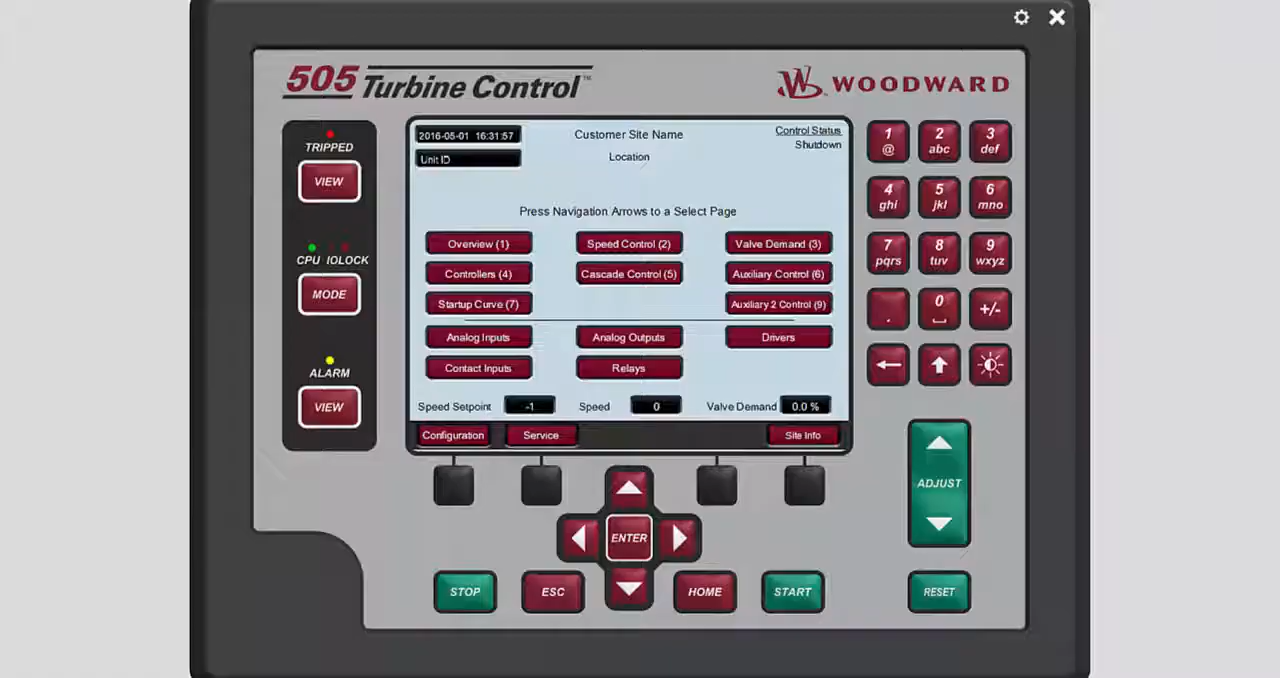 505 Turbine Control™
WOODWARD
TRIPPED
VIEW
CPU IOLOCK
MODE
ALARM
VIEW
2016-05-01 16:31:57
Customer Site Name
Control Status
Unit ID
Location
Shutdown
Press Navigation Arrows to a Select Page
Overview (1)
Speed Control (2)
Valve Demand (3)
Controllers (4)
Cascade Control (5)
Auxiliary Control (6)
Startup Curve (7)
Auxiliary 2 Control (9)
Analog Inputs
Analog Outputs
Drivers
Contact Inputs
Relays
Speed Setpoint -1
Speed 0
Valve Demand 0.0 %
Configuration
Service
Site Info
1 @
2 abc
3 def
4 ghi
5 jkl
6 mno
7 pqrs
8 tuv
9 wxyz
.
0
+/-
ADJUST
ENTER
STOP
ESC
HOME
START
RESET